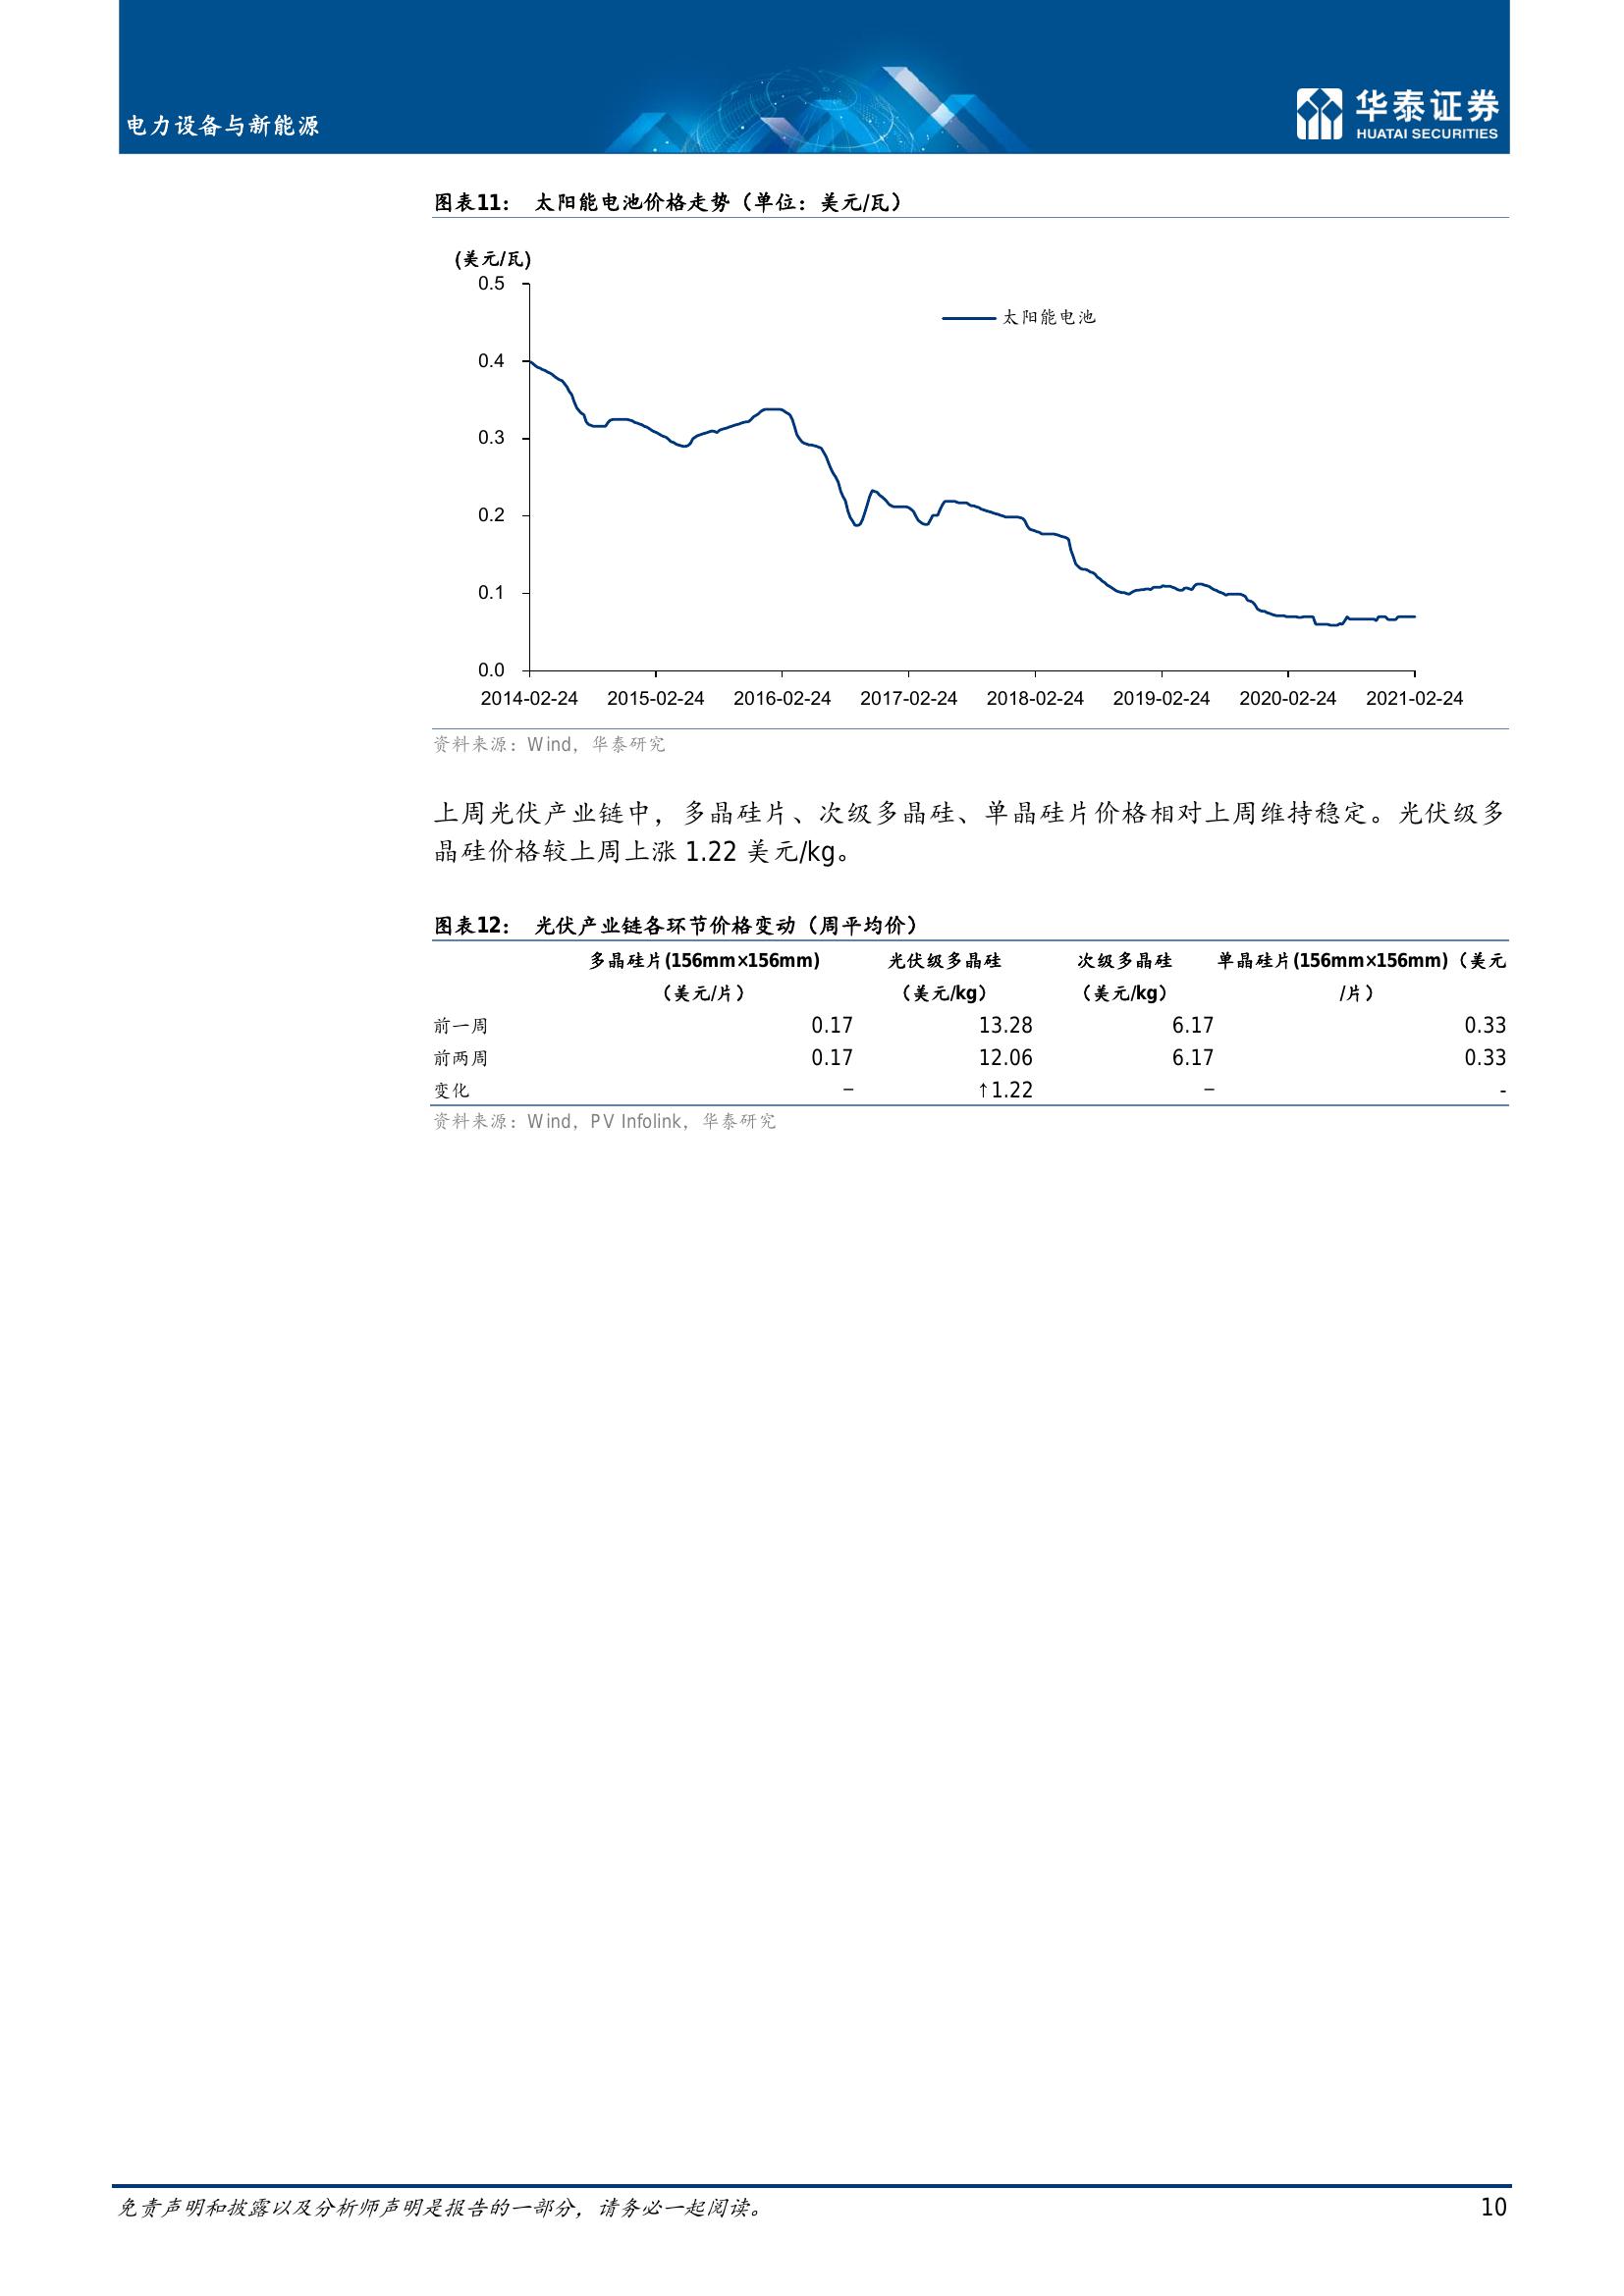 电力设备与新能源
华泰证券
HUATAI SECURITIES
图表11： 太阳能电池价格走势（单位：美元/瓦）
(美元/瓦)
0.5
太阳能电池
0.4
0.3
0.2
0.1
0.0
2014-02-24 2015-02-24 2016-02-24 2017-02-24 2018-02-24 2019-02-24 2020-02-24 2021-02-24
资料来源：Wind，华泰研究
上周光伏产业链中，多晶硅片、次级多晶硅、单晶硅片价格相对上周维持稳定。光伏级多
晶硅价格较上周上涨 1.22 美元/kg。
图表12： 光伏产业链各环节价格变动（周平均价）
多晶硅片(156mm×156mm) 光伏级多晶硅 次级多晶硅 单晶硅片(156mm×156mm)（美元
（美元/片） （美元/kg） （美元/kg） /片）
前一周 0.17 13.28 6.17 0.33
前两周 0.17 12.06 6.17 0.33
变化 – ↑1.22 – -
资料来源：Wind，PV Infolink，华泰研究
免责声明和披露以及分析师声明是报告的一部分，请务必一起阅读。 10